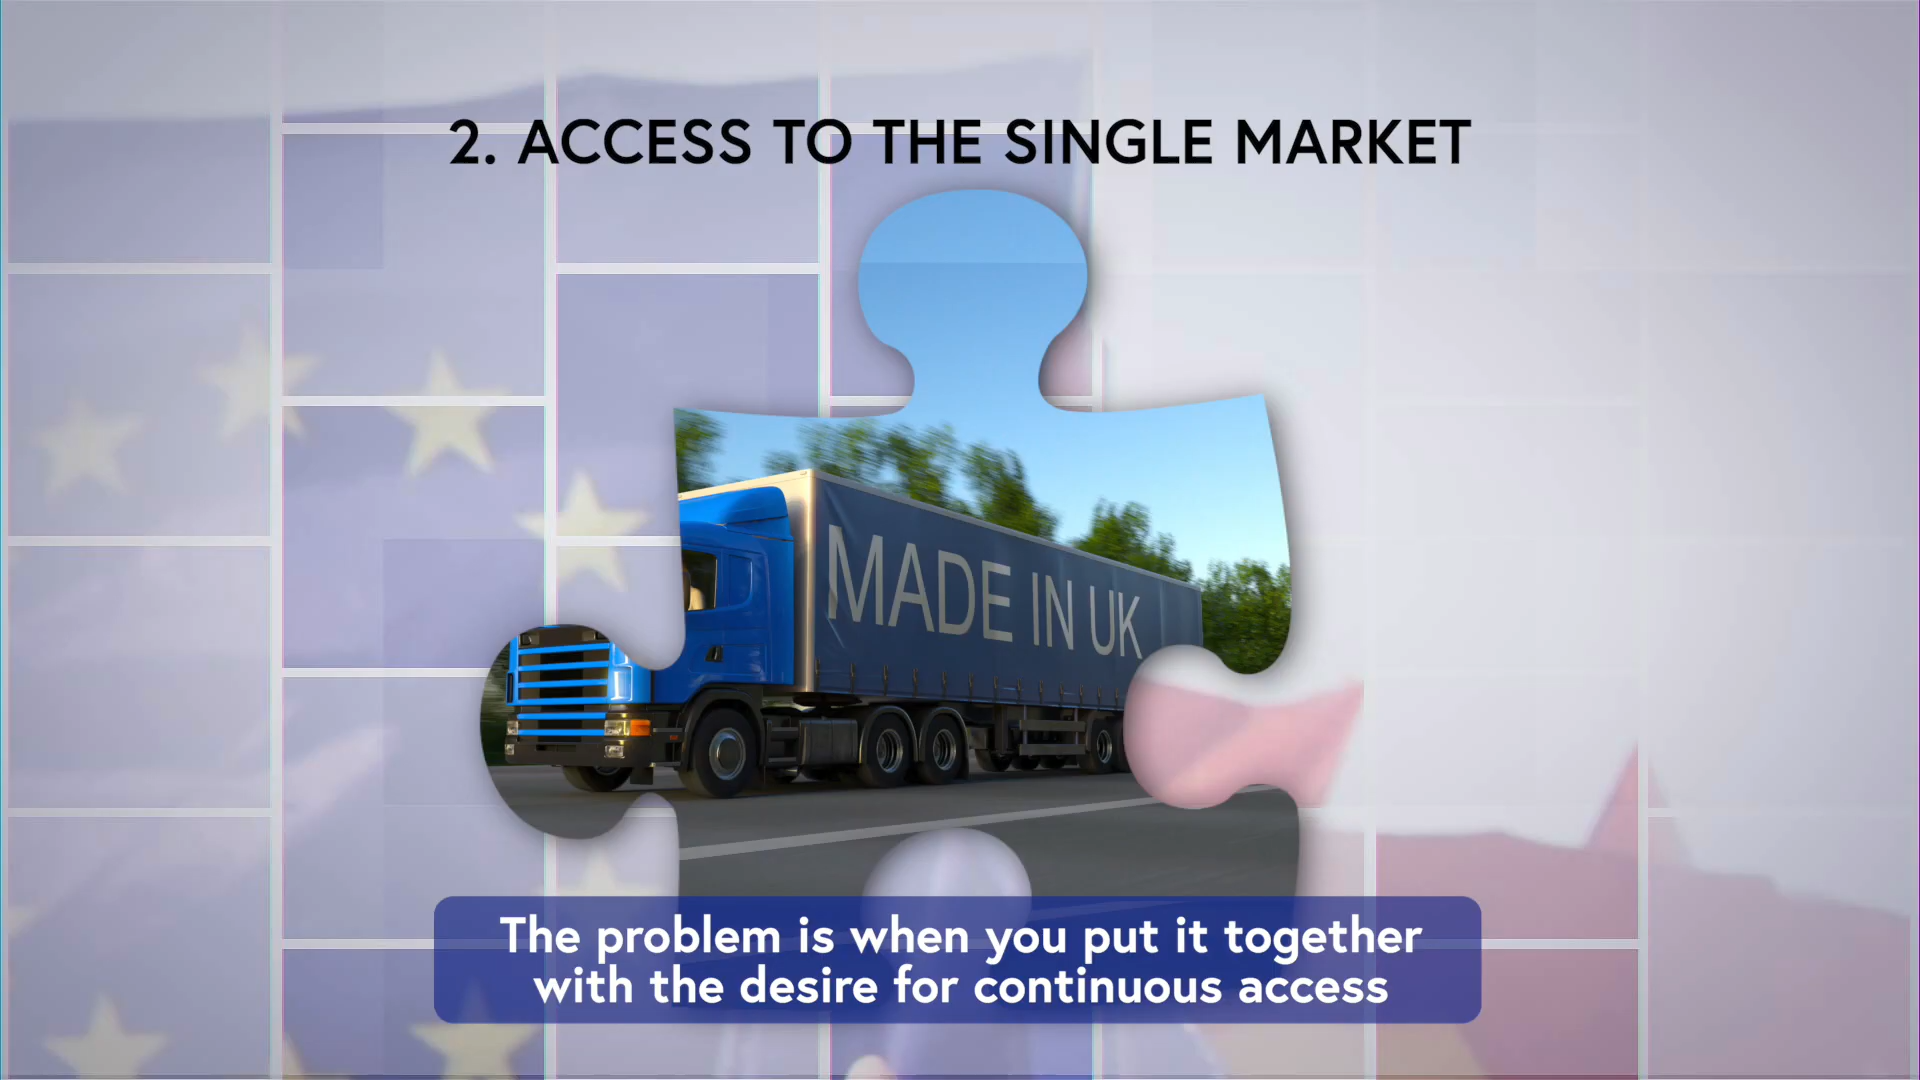 2. ACCESS TO THE SINGLE MARKET
MADE IN UK
The problem is when you put it together
with the desire for continuous access